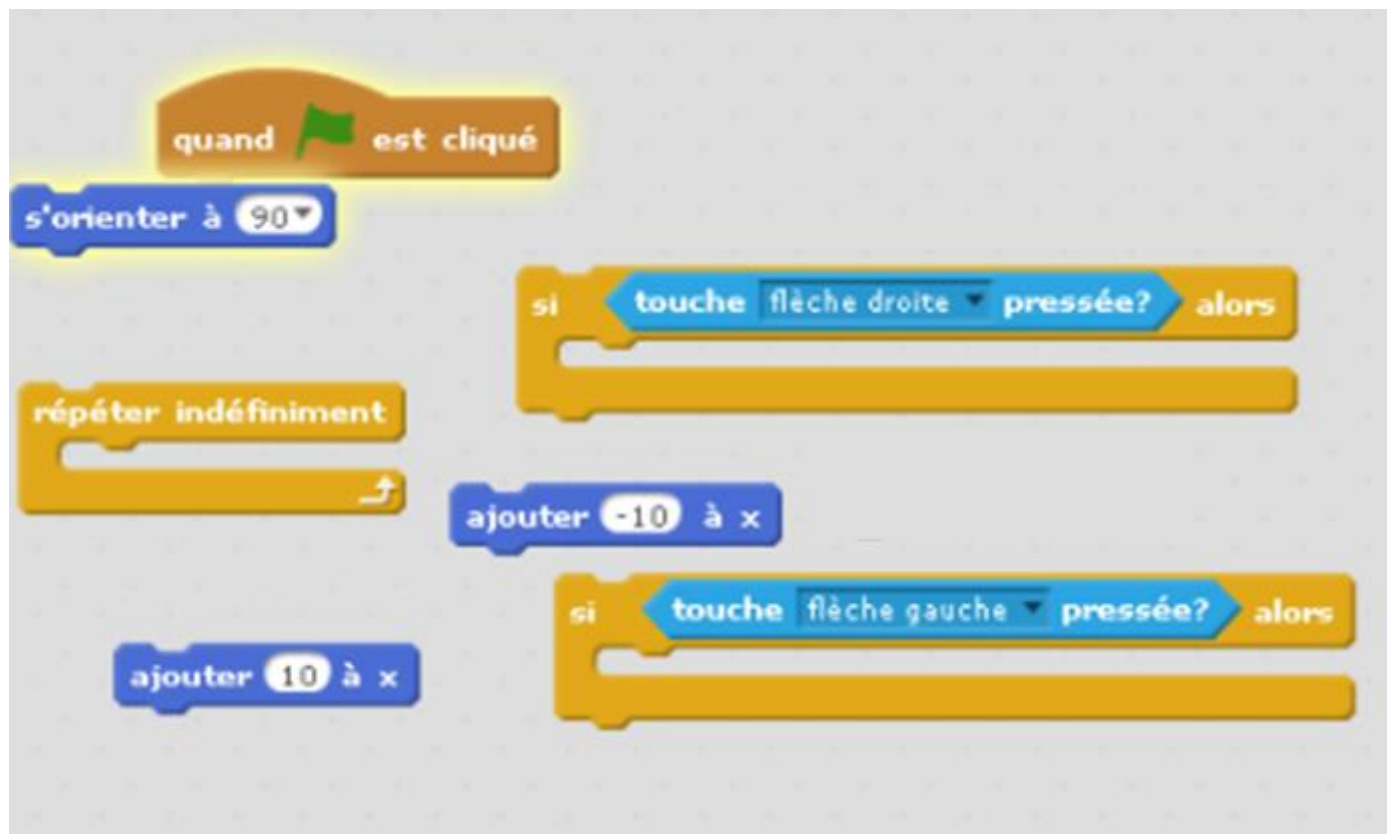 quand est cliqué
s'orienter à 90
si touche flèche droite pressée? alors
répéter indéfiniment
ajouter -10 à x
si touche flèche gauche pressée? alors
ajouter 10 à x